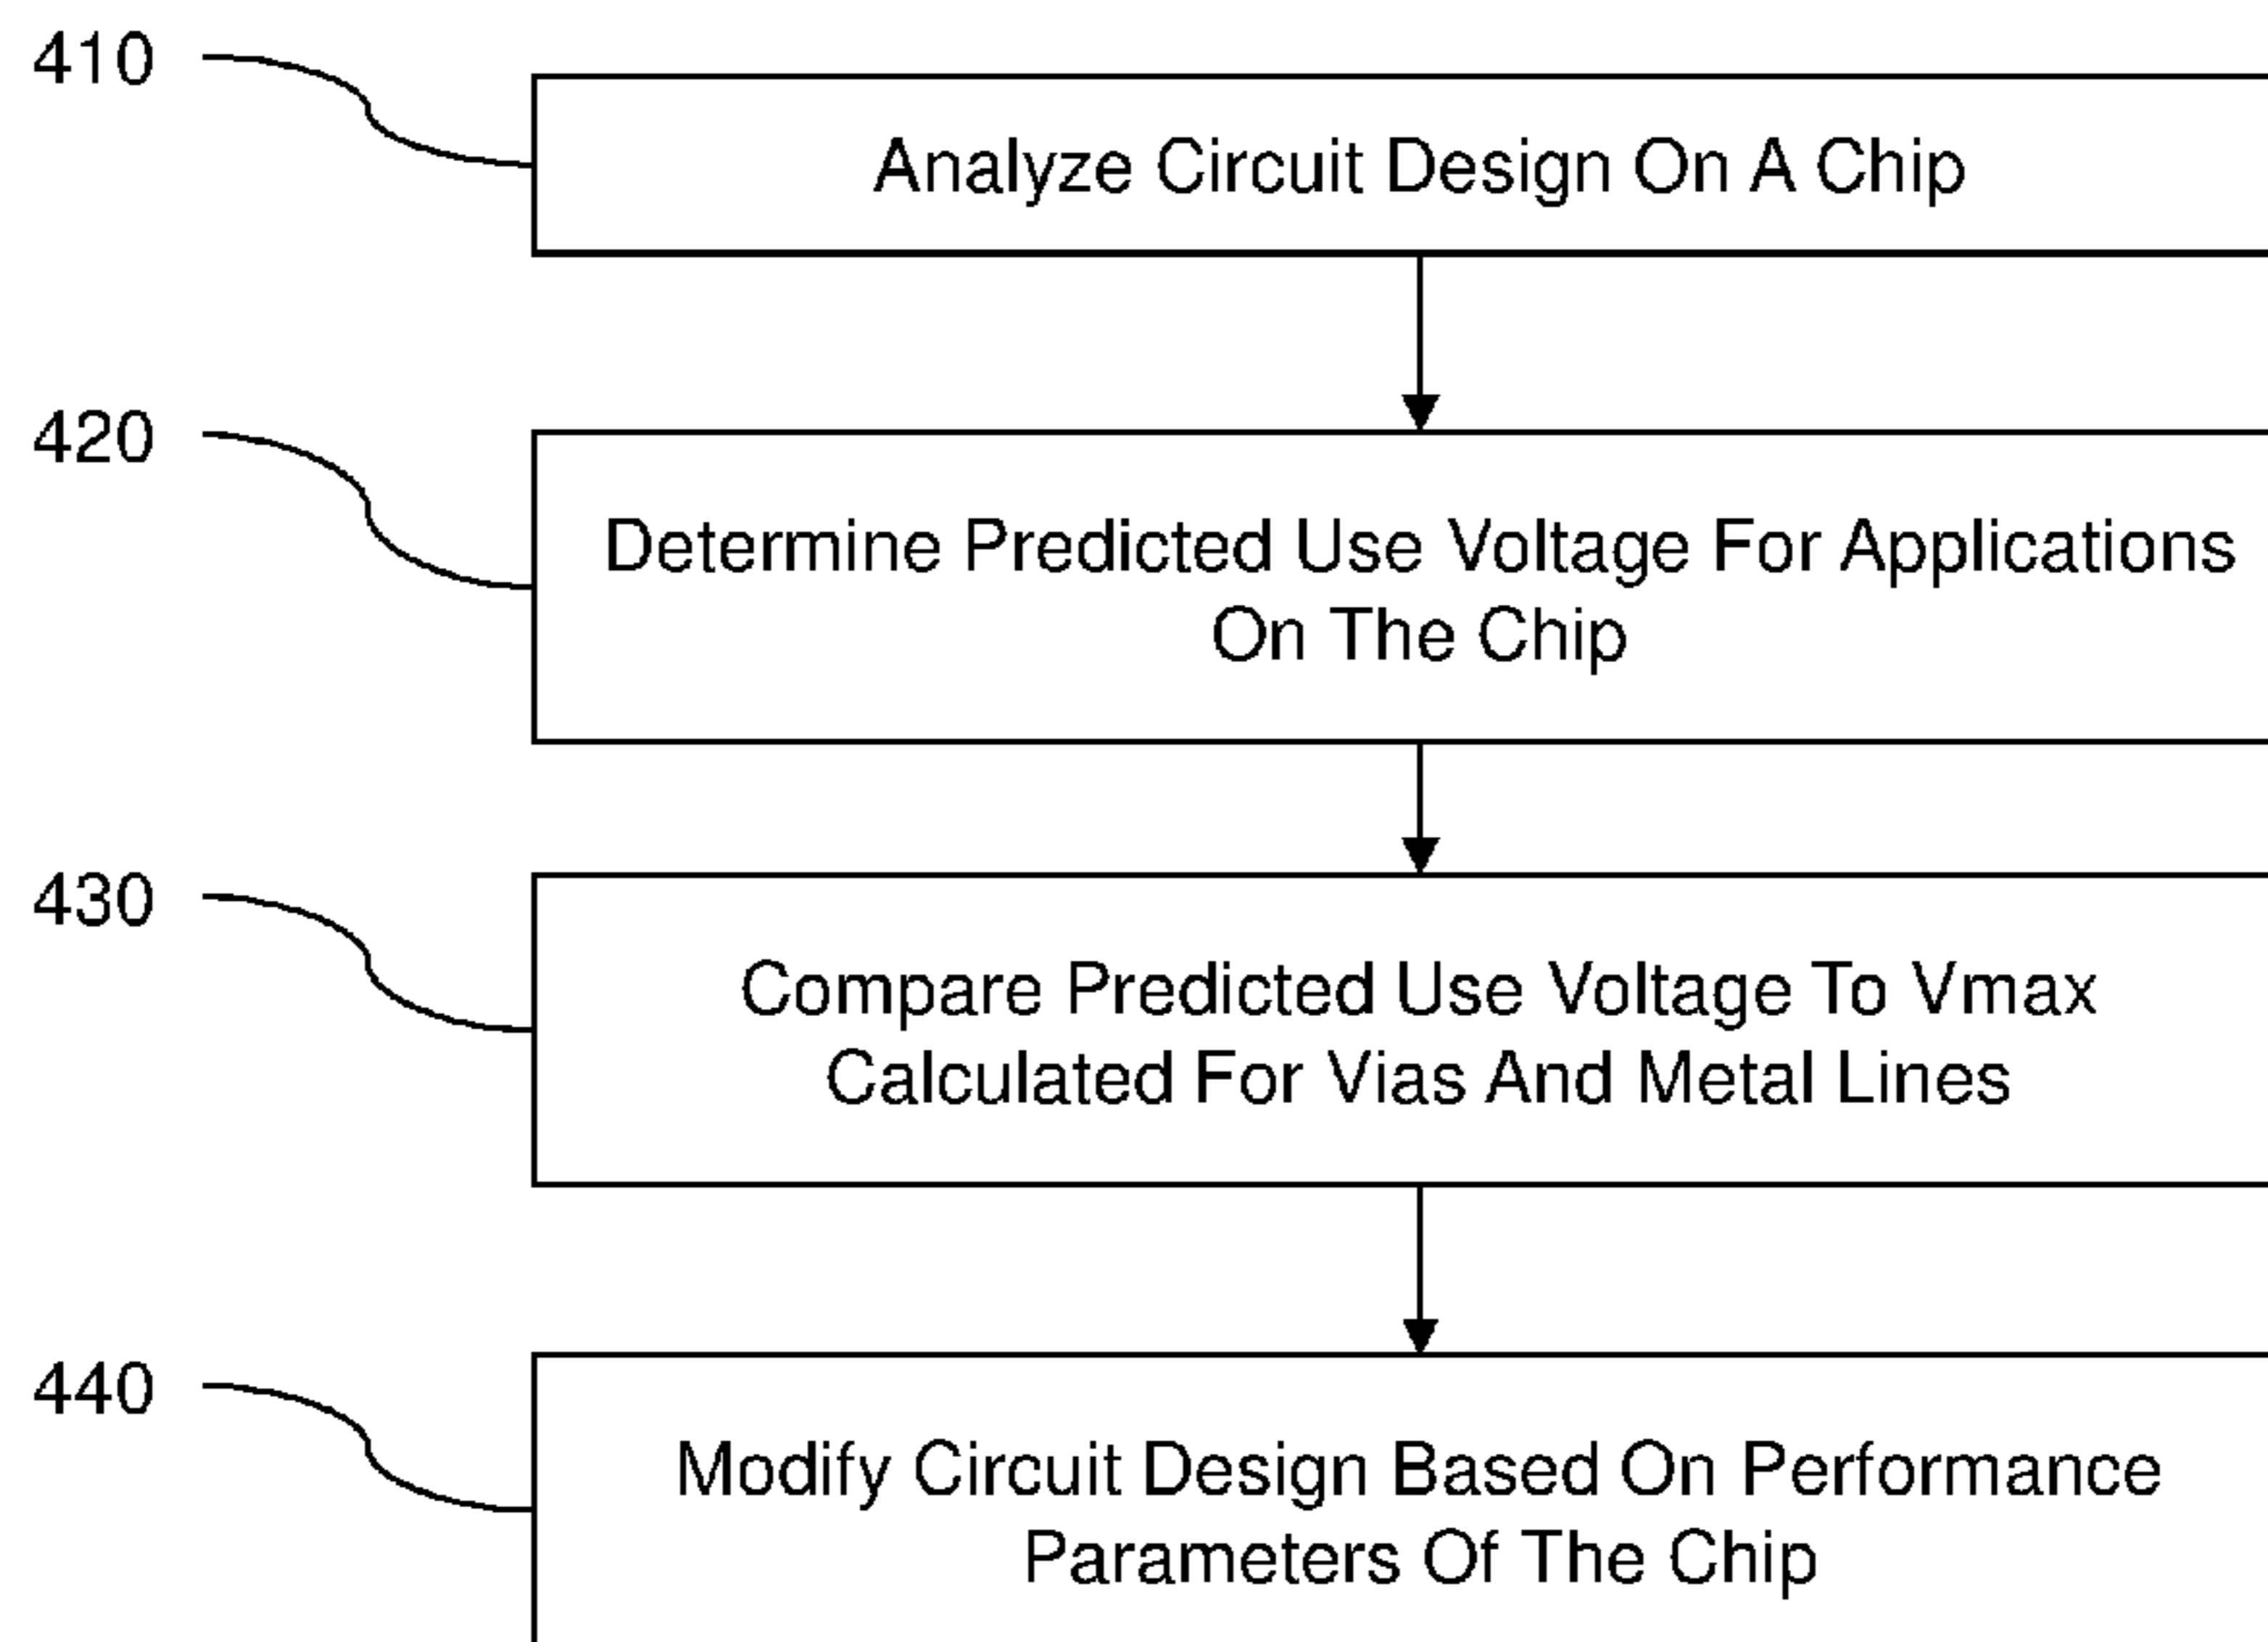 410
Analyze Circuit Design On A Chip
420
Determine Predicted Use Voltage For Applications
On The Chip
430
Compare Predicted Use Voltage To Vmax
Calculated For Vias And Metal Lines
440
Modify Circuit Design Based On Performance
Parameters Of The Chip